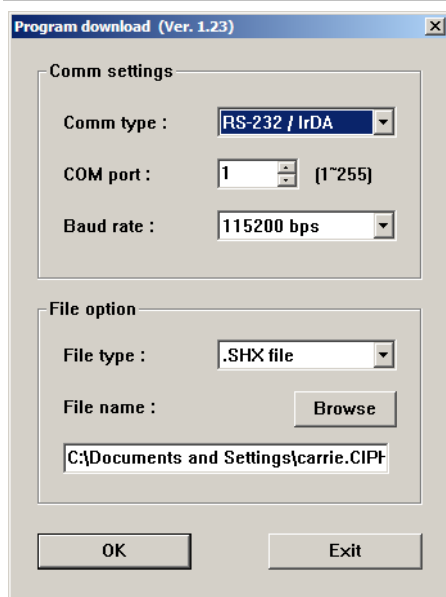 Program download (Ver. 1.23)
Comm settings
Comm type : RS-232 / IrDA
COM port : 1 (1~255)
Baud rate : 115200 bps
File option
File type : .SHX file
File name : Browse
C:\Documents and Settings\carrie.CIPH
OK Exit